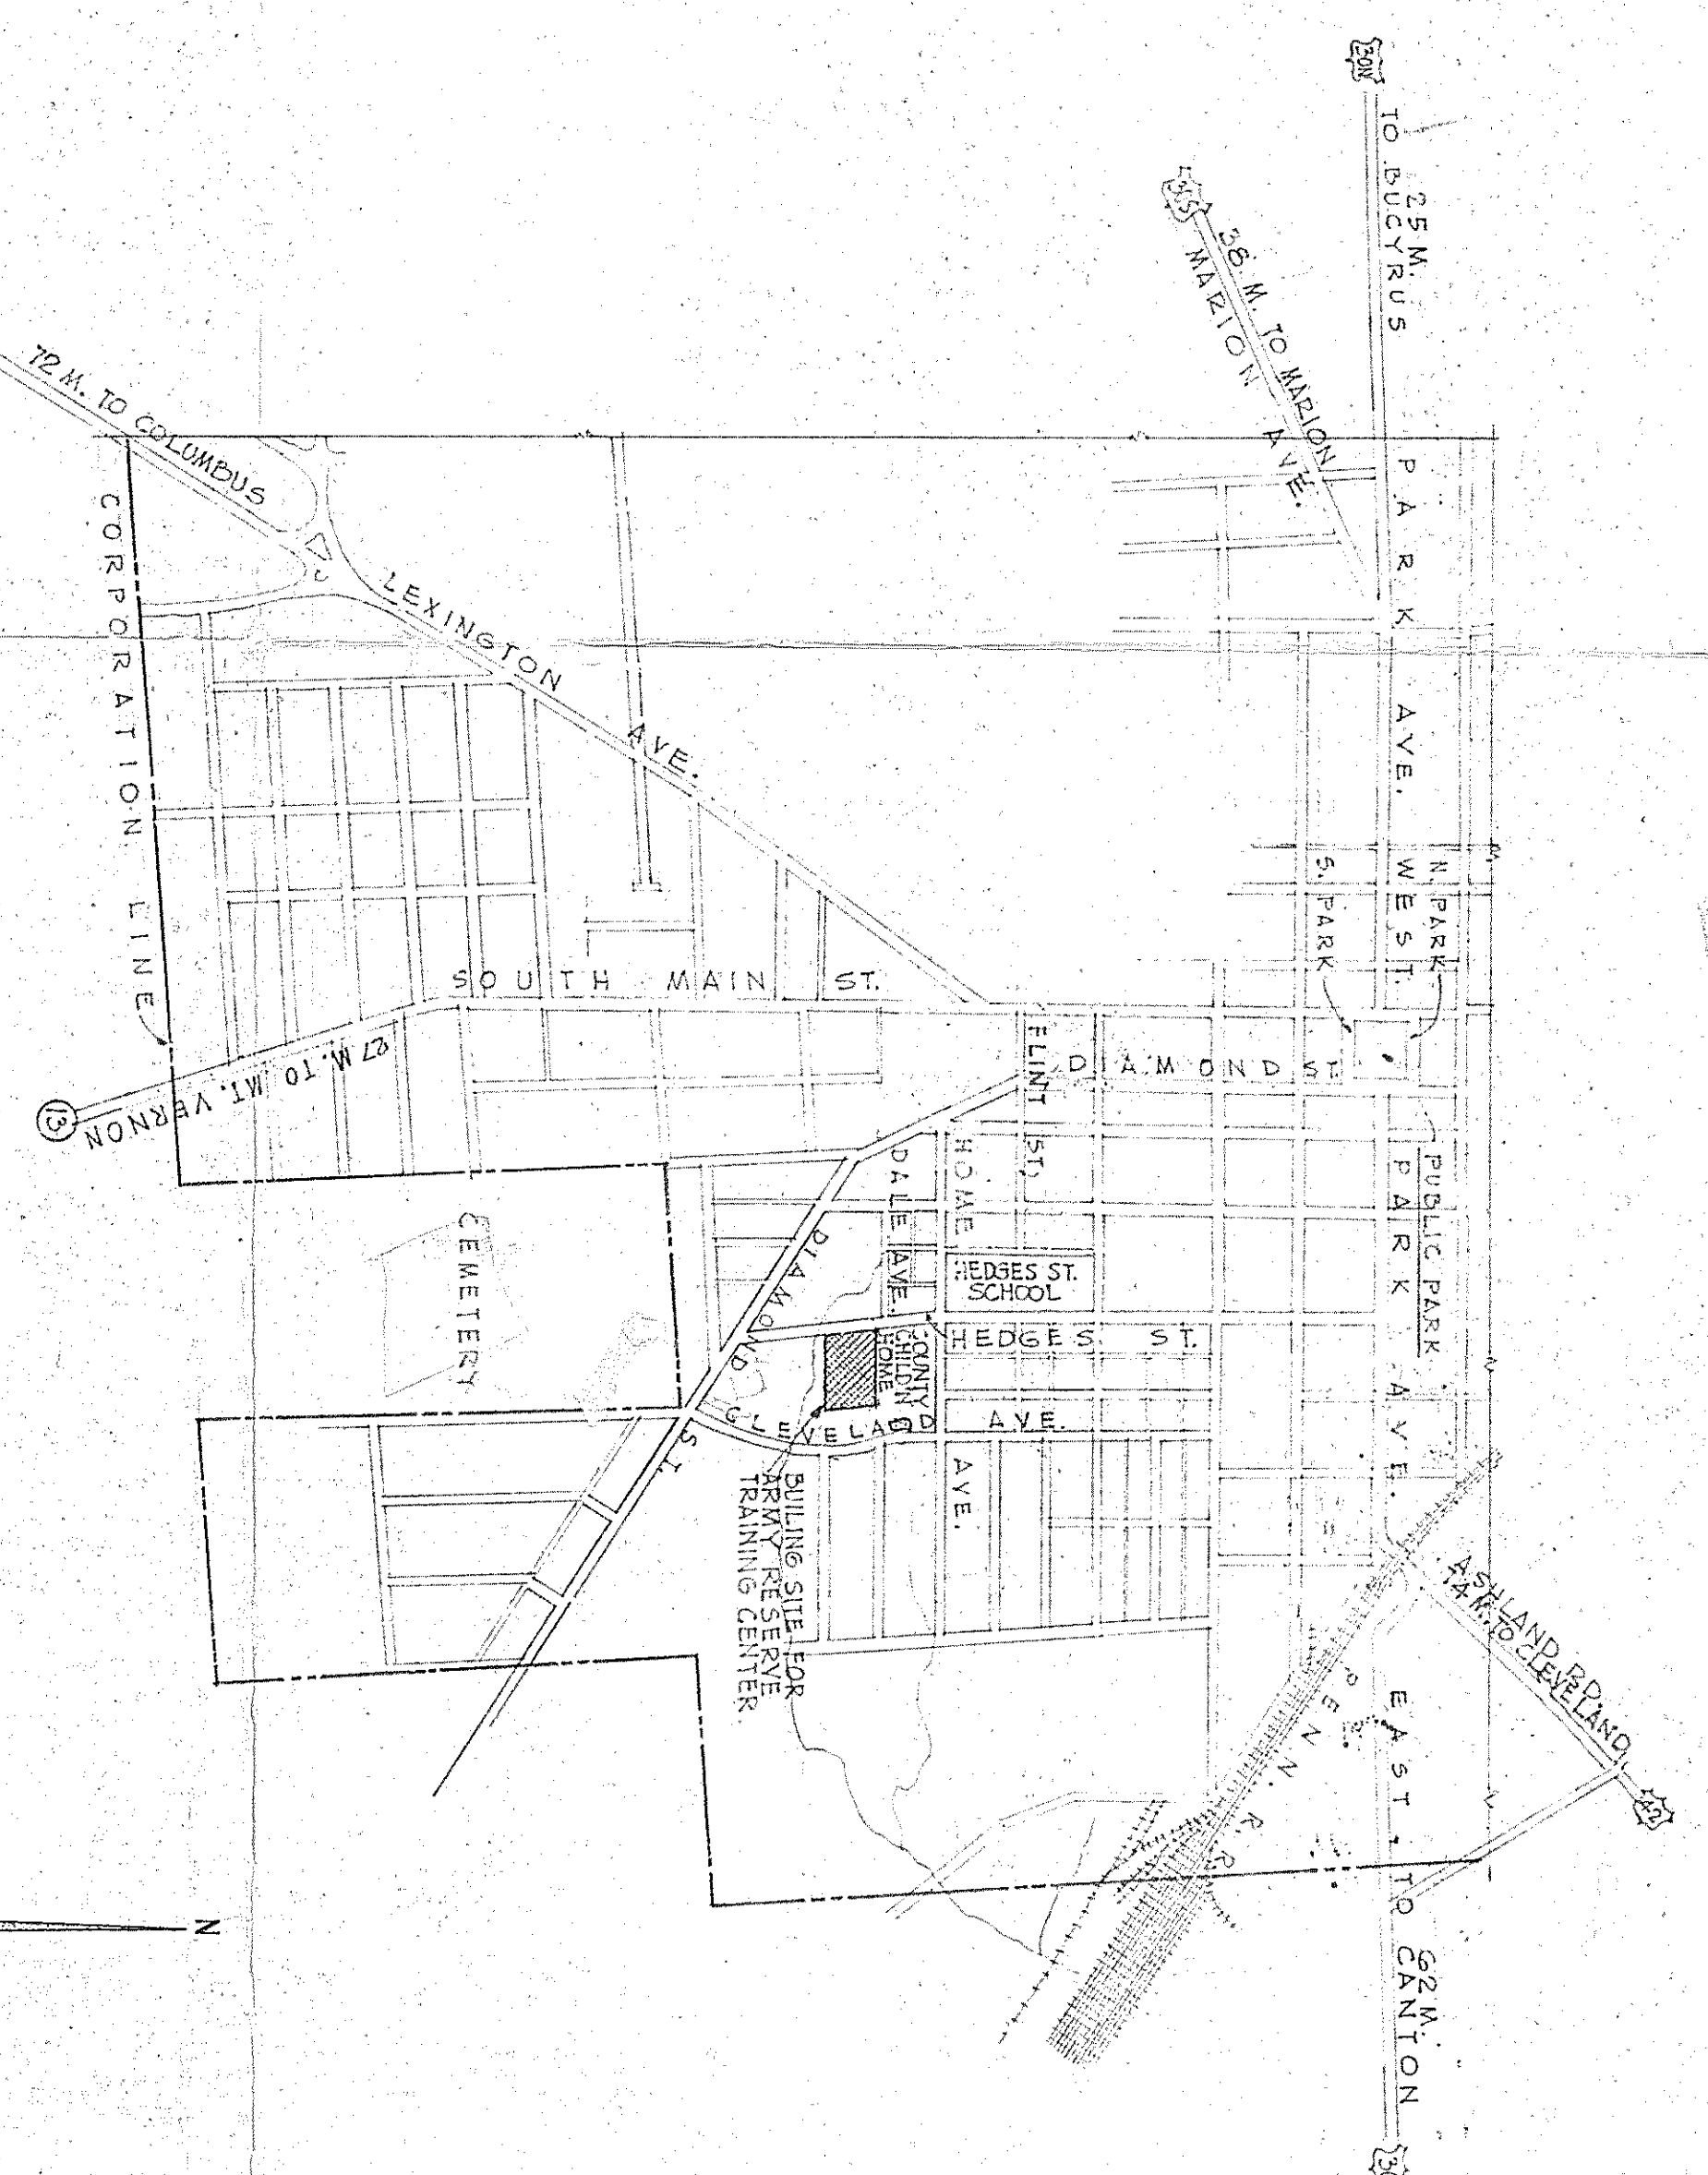 30N
25 M.
TO BUCYRUS
38 M. TO MARION
MARION AVE.
72 M. TO COLUMBUS
CORPORATION LINE
LEXINGTON AVE.
PARK AVE. WEST
N. PARK
S. PARK
SOUTH MAIN ST.
27 M. TO MT. VERNON
13
FLINT ST.
DIAMOND ST.
PUBLIC PARK
PARK AVE. EAST - TO CANTON
62 M.
HOME AVE.
DALE AVE.
HEDGES ST.
SCHOOL
HEDGES ST.
COUNTY
CHILD'N
HOME
CLEVELAND AVE.
DIAMOND ST.
CEMETERY
BUILING SITE FOR
ARMY RESERVE
TRAINING CENTER.
ASHLAND RD.
74 M. TO CLEVELAND
42
PENN. R.R.
N